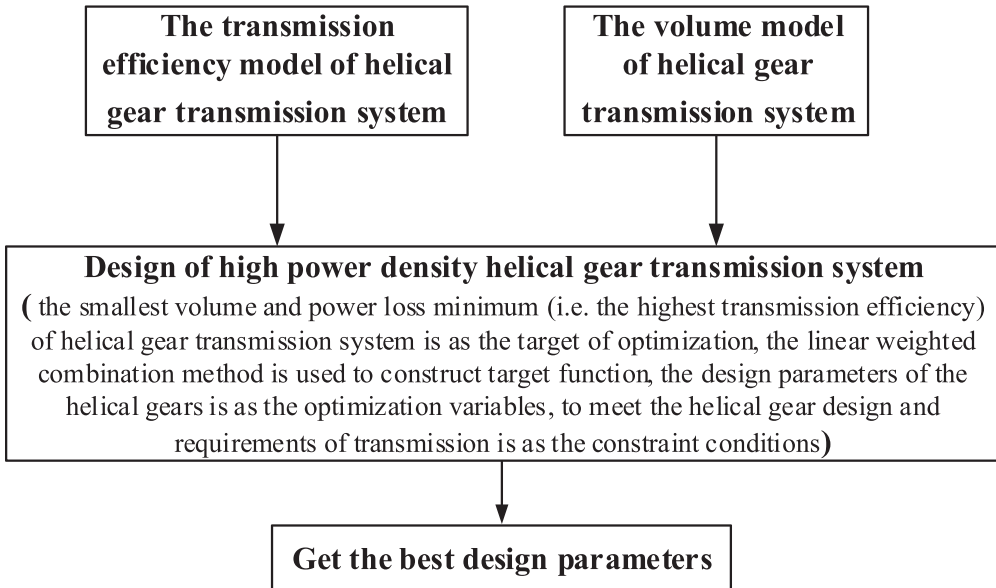 The transmission
efficiency model of helical
gear transmission system
The volume model
of helical gear
transmission system
Design of high power density helical gear transmission system
( the smallest volume and power loss minimum (i.e. the highest transmission efficiency)
of helical gear transmission system is as the target of optimization, the linear weighted
combination method is used to construct target function, the design parameters of the
helical gears is as the optimization variables, to meet the helical gear design and
requirements of transmission is as the constraint conditions)
Get the best design parameters